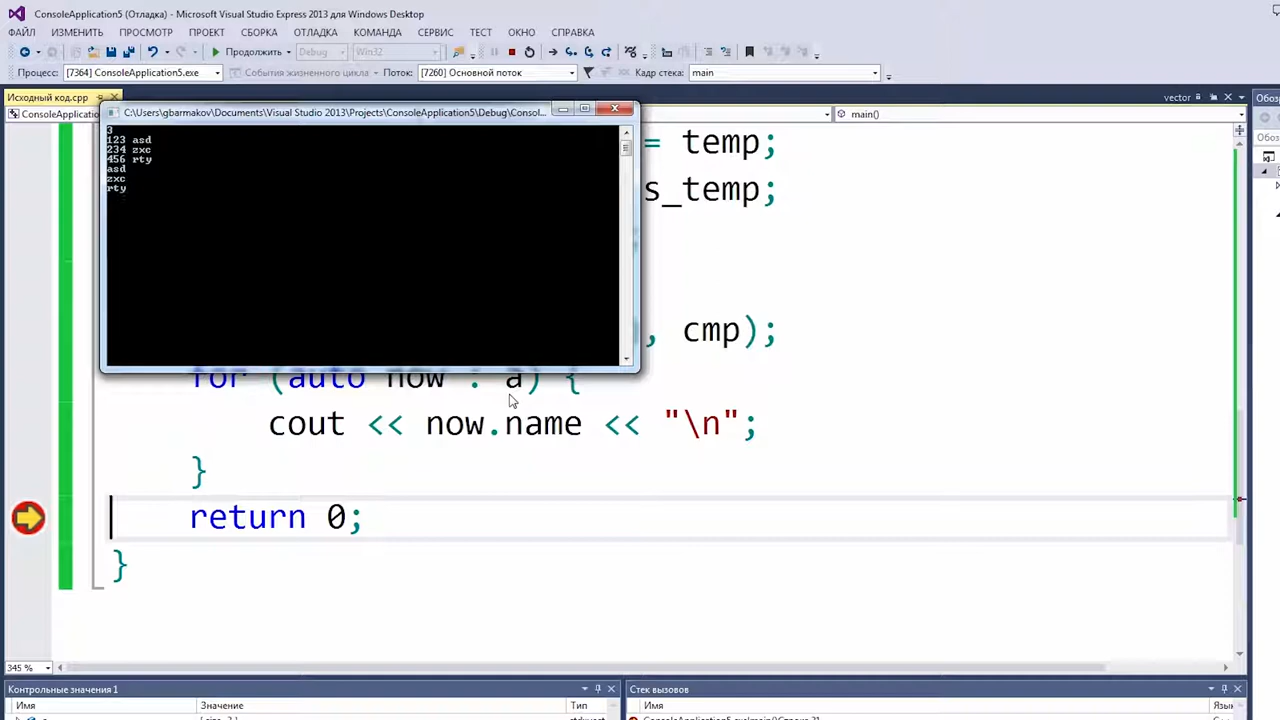 ConsoleApplication5 (Отладка) - Microsoft Visual Studio Express 2013 для Windows Desktop
ФАЙЛ ИЗМЕНИТЬ ПРОСМОТР ПРОЕКТ СБОРКА ОТЛАДКА КОМАНДА СЕРВИС ТЕСТ ОКНО СПРАВКА
Продолжить Debug Win32
Процесс: [7364] ConsoleApplication5.exe События жизненного цикла Поток: [7260] Основной поток Кадр стека: main
Исходный код.cpp vector Обозр
ConsoleApplicatio main()
C:\Users\gbarmakov\Documents\Visual Studio 2013\Projects\ConsoleApplication5\Debug\Consol...
3
123 asd
234 zxc
456 rty
asd
zxc
rty
= temp;
s_temp;
, cmp);
for (auto now : a) {
cout << now.name << "\n";
}
return 0;
}
345 %
Контрольные значения 1 Стек вызовов
Имя Значение Тип Имя Язы